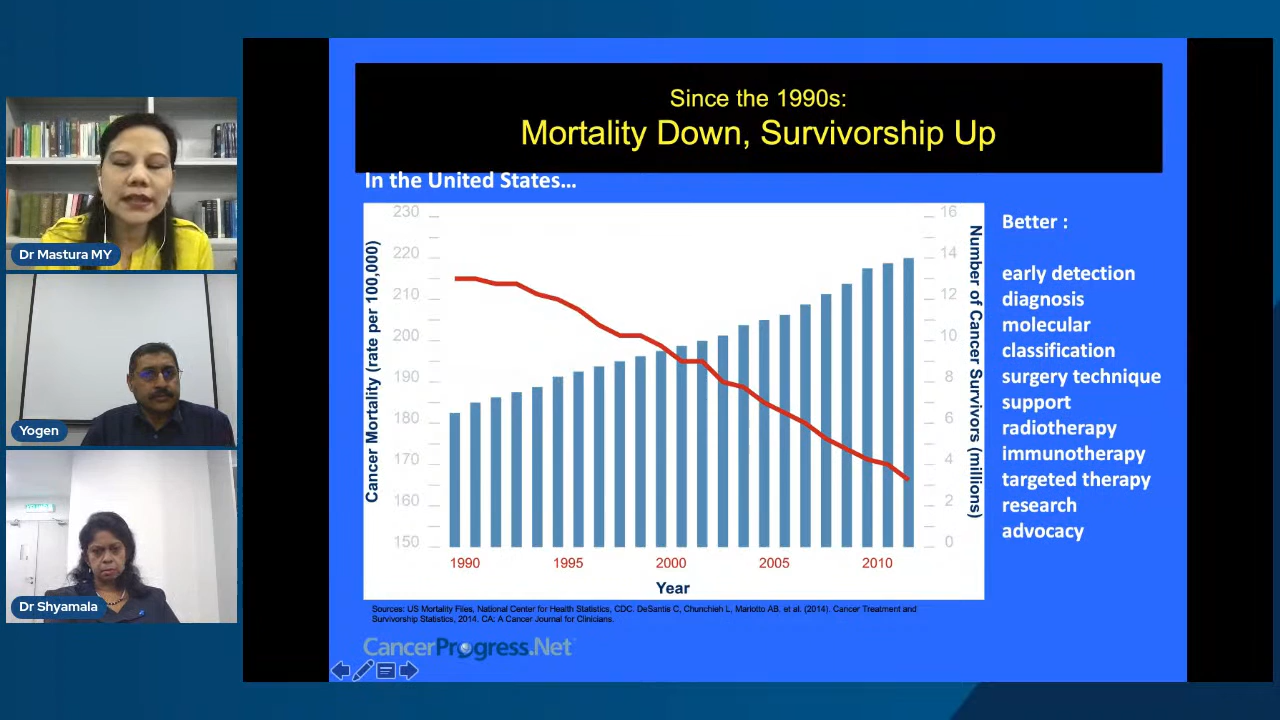 Since the 1990s:
Mortality Down, Survivorship Up
In the United States...
Dr Mastura MY
Yogen
Dr Shyamala
Cancer Mortality (rate per 100,000)
230
220
210
200
190
180
170
160
150
16
14
12
10
8
6
4
2
0
Number of Cancer Survivors (millions)
1990 1995 2000 2005 2010
Year
Better :
early detection
diagnosis
molecular
classification
surgery technique
support
radiotherapy
immunotherapy
targeted therapy
research
advocacy
Sources: US Mortality Files, National Center for Health Statistics, CDC. DeSantis C, Chunchieh L, Mariotto AB. et al. (2014). Cancer Treatment and
Survivorship Statistics, 2014. CA: A Cancer Journal for Clinicians.
CancerProgress.Net